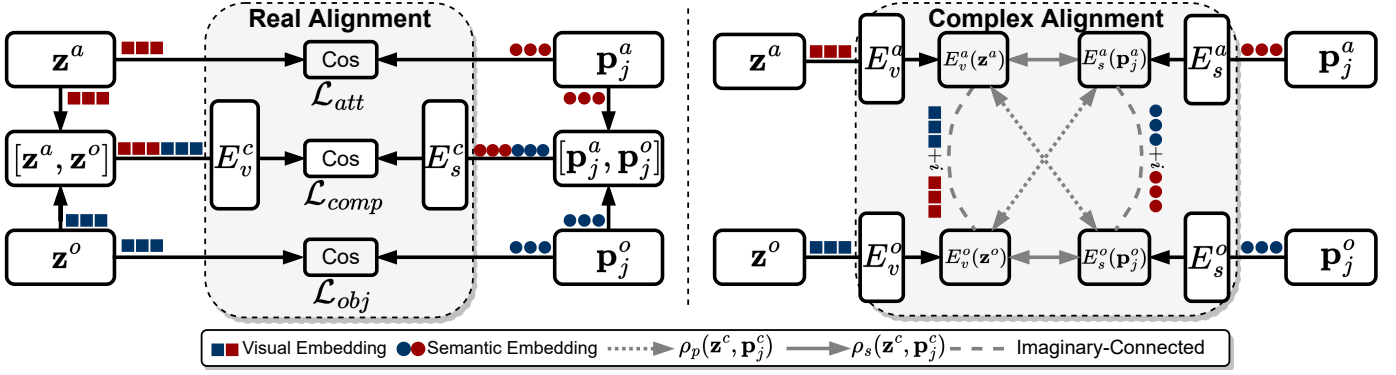 Real Alignment
z^a
Cos
p_j^a
L_att
[z^a, z^o]
E_v^c
Cos
E_s^c
[p_j^a, p_j^o]
L_comp
z^o
Cos
p_j^o
L_obj
Complex Alignment
z^a
E_v^a
E_v^a(z^a)
E_s^a(p_j^a)
E_s^a
p_j^a
+i
+i
z^o
E_v^o
E_v^o(z^o)
E_s^o(p_j^o)
E_s^o
p_j^o
Visual Embedding
Semantic Embedding
ρ_p(z^c, p_j^c)
ρ_s(z^c, p_j^c)
Imaginary-Connected